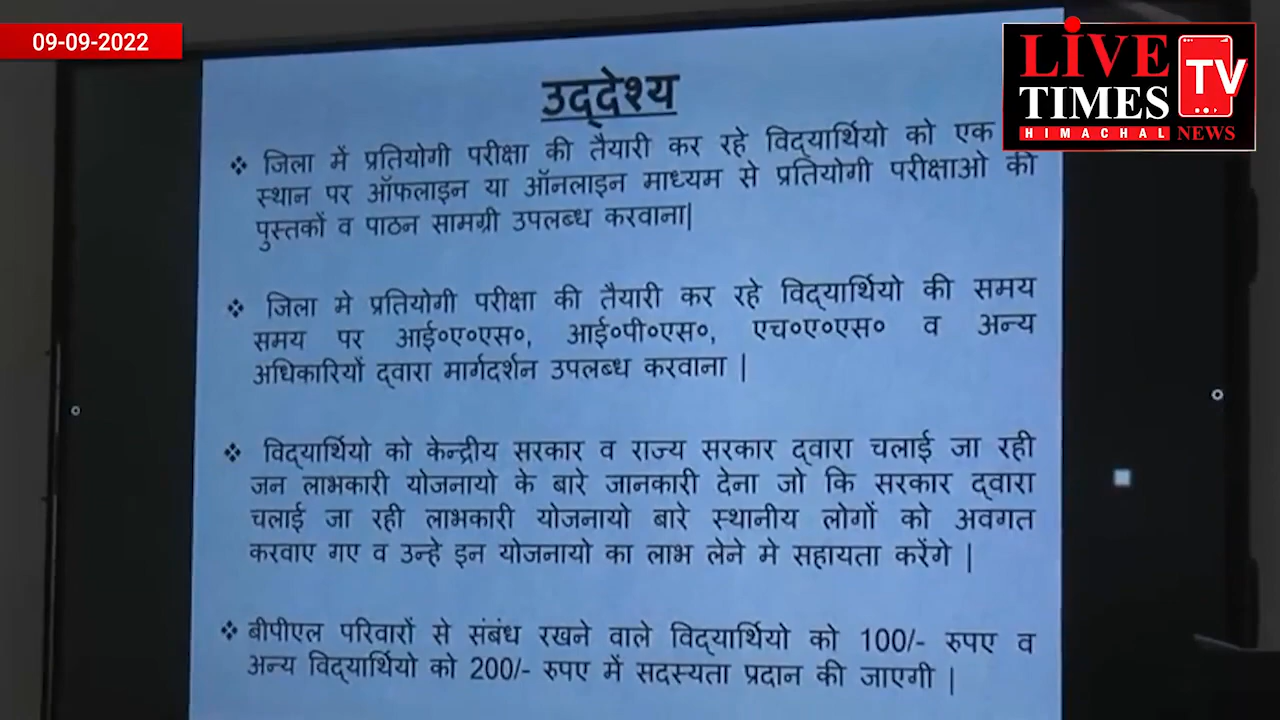 09-09-2022
LiVE
TIMES
TV
HIMACHAL NEWS
उद्देश्य
❖ जिला में प्रतियोगी परीक्षा की तैयारी कर रहे विद्यार्थियो को एक
स्थान पर ऑफलाइन या ऑनलाइन माध्यम से प्रतियोगी परीक्षाओ की
पुस्तकों व पाठन सामग्री उपलब्ध करवाना|
❖ जिला मे प्रतियोगी परीक्षा की तैयारी कर रहे विद्यार्थियो की समय
समय पर आई०ए०एस०, आई०पी०एस०, एच०ए०एस० व अन्य
अधिकारियों द्वारा मार्गदर्शन उपलब्ध करवाना |
❖ विद्यार्थियो को केन्द्रीय सरकार व राज्य सरकार द्वारा चलाई जा रही
जन लाभकारी योजनायो के बारे जानकारी देना जो कि सरकार द्वारा
चलाई जा रही लाभकारी योजनायो बारे स्थानीय लोगों को अवगत
करवाए गए व उन्हे इन योजनायो का लाभ लेने मे सहायता करेंगे |
❖ बीपीएल परिवारों से संबंध रखने वाले विद्यार्थियो को 100/- रुपए व
अन्य विद्यार्थियो को 200/- रुपए में सदस्यता प्रदान की जाएगी |